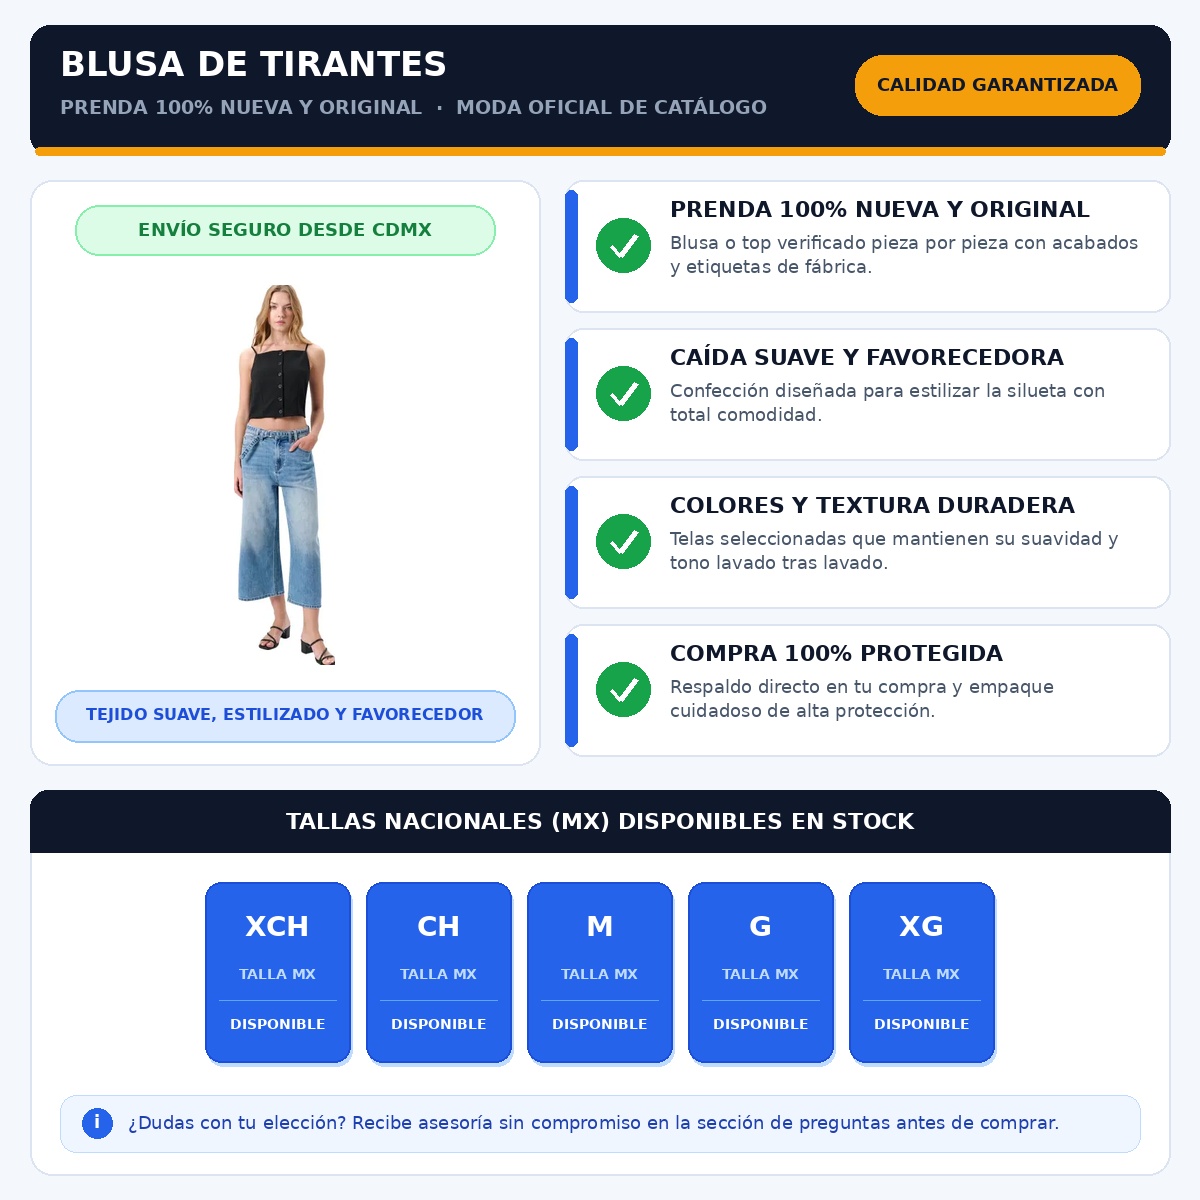 BLUSA DE TIRANTES
PRENDA 100% NUEVA Y ORIGINAL · MODA OFICIAL DE CATÁLOGO
CALIDAD GARANTIZADA
ENVÍO SEGURO DESDE CDMX
TEJIDO SUAVE, ESTILIZADO Y FAVORECEDOR
PRENDA 100% NUEVA Y ORIGINAL
Blusa o top verificado pieza por pieza con acabados
y etiquetas de fábrica.
CAÍDA SUAVE Y FAVORECEDORA
Confección diseñada para estilizar la silueta con
total comodidad.
COLORES Y TEXTURA DURADERA
Telas seleccionadas que mantienen su suavidad y
tono lavado tras lavado.
COMPRA 100% PROTEGIDA
Respaldo directo en tu compra y empaque
cuidadoso de alta protección.
TALLAS NACIONALES (MX) DISPONIBLES EN STOCK
XCH
TALLA MX
DISPONIBLE
CH
TALLA MX
DISPONIBLE
M
TALLA MX
DISPONIBLE
G
TALLA MX
DISPONIBLE
XG
TALLA MX
DISPONIBLE
i ¿Dudas con tu elección? Recibe asesoría sin compromiso en la sección de preguntas antes de comprar.